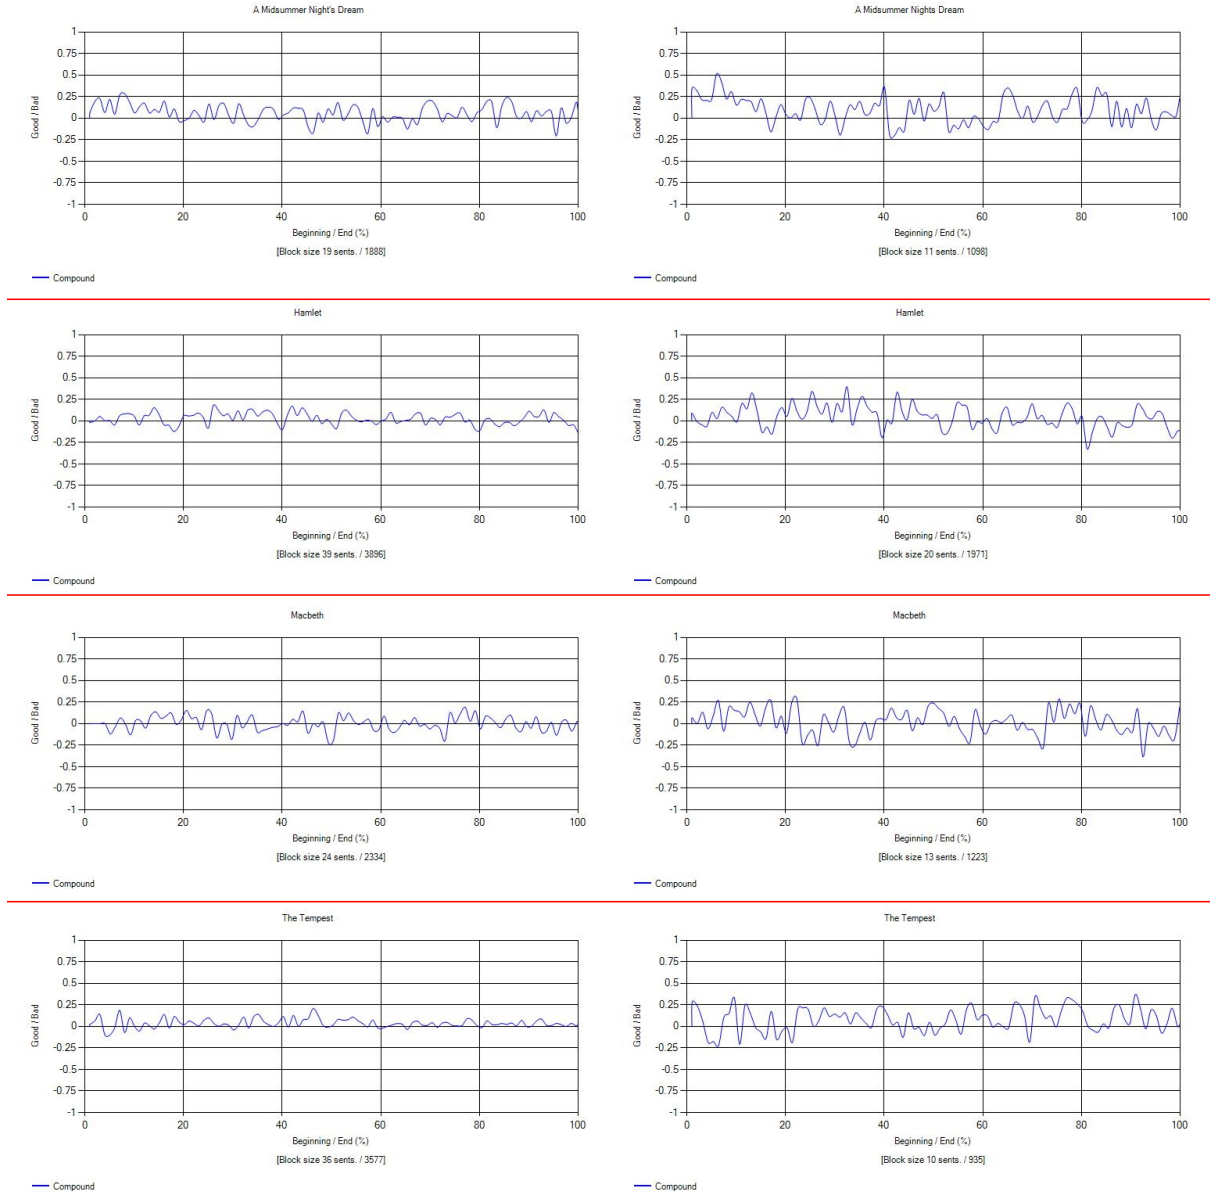 A Midsummer Night's Dream
1
0.75
0.5
0.25
0
-0.25
-0.5
-0.75
-1
Good / Bad
0 20 40 60 80 100
Beginning / End (%)
[Block size 19 sents. / 1888]
Compound
A Midsummer Nights Dream
1
0.75
0.5
0.25
0
-0.25
-0.5
-0.75
-1
Good / Bad
0 20 40 60 80 100
Beginning / End (%)
[Block size 11 sents. / 1098]
Compound
Hamlet
1
0.75
0.5
0.25
0
-0.25
-0.5
-0.75
-1
Good / Bad
0 20 40 60 80 100
Beginning / End (%)
[Block size 39 sents. / 3896]
Compound
Hamlet
1
0.75
0.5
0.25
0
-0.25
-0.5
-0.75
-1
Good / Bad
0 20 40 60 80 100
Beginning / End (%)
[Block size 20 sents. / 1971]
Compound
Macbeth
1
0.75
0.5
0.25
0
-0.25
-0.5
-0.75
-1
Good / Bad
0 20 40 60 80 100
Beginning / End (%)
[Block size 24 sents. / 2334]
Compound
Macbeth
1
0.75
0.5
0.25
0
-0.25
-0.5
-0.75
-1
Good / Bad
0 20 40 60 80 100
Beginning / End (%)
[Block size 13 sents. / 1223]
Compound
The Tempest
1
0.75
0.5
0.25
0
-0.25
-0.5
-0.75
-1
Good / Bad
0 20 40 60 80 100
Beginning / End (%)
[Block size 36 sents. / 3577]
Compound
The Tempest
1
0.75
0.5
0.25
0
-0.25
-0.5
-0.75
-1
Good / Bad
0 20 40 60 80 100
Beginning / End (%)
[Block size 10 sents. / 935]
Compound